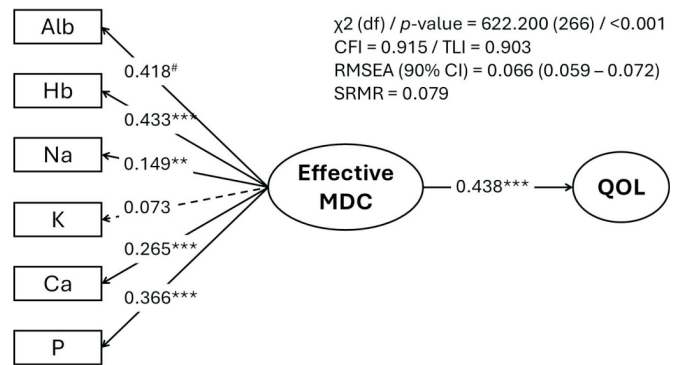 Alb
Hb
Na
K
Ca
P
0.418#
0.433***
0.149**
0.073
0.265***
0.366***
Effective
MDC
0.438***
QOL
χ2 (df) / p-value = 622.200 (266) / <0.001
CFI = 0.915 / TLI = 0.903
RMSEA (90% CI) = 0.066 (0.059 – 0.072)
SRMR = 0.079